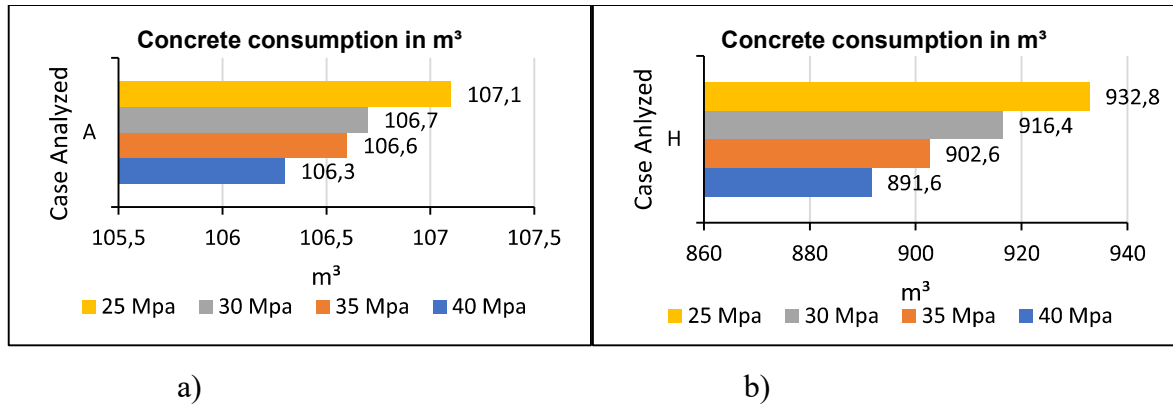 Concrete consumption in m³
Case Analyzed
A
107,1
106,7
106,6
106,3
105,5 106 106,5 107 107,5
m³
25 Mpa 30 Mpa 35 Mpa 40 Mpa
a)
Concrete consumption in m³
Case Anlyzed
H
932,8
916,4
902,6
891,6
860 880 900 920 940
m³
25 Mpa 30 Mpa 35 Mpa 40 Mpa
b)